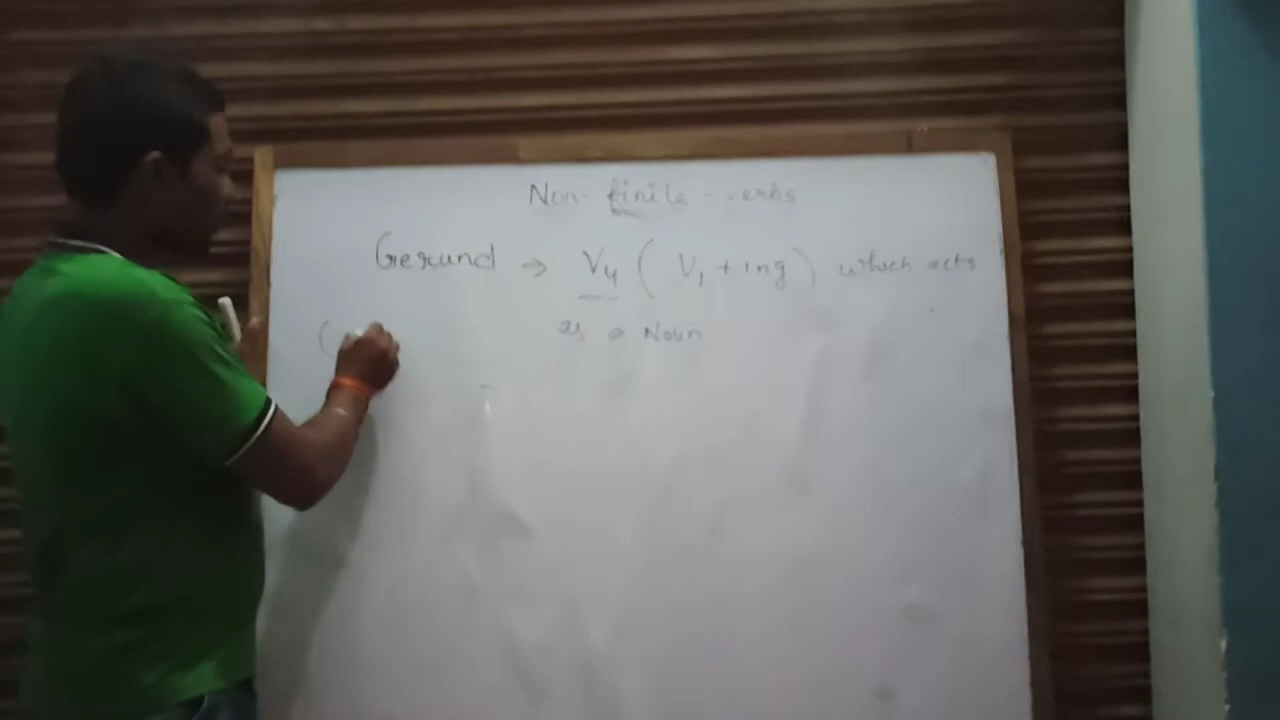 Non-finite-verbs
Gerund → V4 ( V1 + ing ) which acts
as a Noun
(